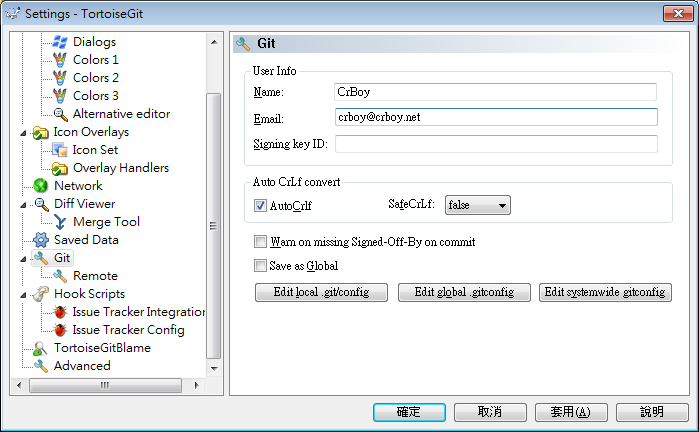 Settings - TortoiseGit
Dialogs
Colors 1
Colors 2
Colors 3
Alternative editor
Icon Overlays
Icon Set
Overlay Handlers
Network
Diff Viewer
Merge Tool
Saved Data
Git
Remote
Hook Scripts
Issue Tracker Integration
Issue Tracker Config
TortoiseGitBlame
Advanced
Git
User Info
Name: CrBoy
Email: crboy@crboy.net
Signing key ID:
Auto CrLf convert
AutoCrlf SafeCrLf: false
Warn on missing Signed-Off-By on commit
Save as Global
Edit local .git/config Edit global .gitconfig Edit systemwide gitconfig
確定 取消 套用(A) 說明